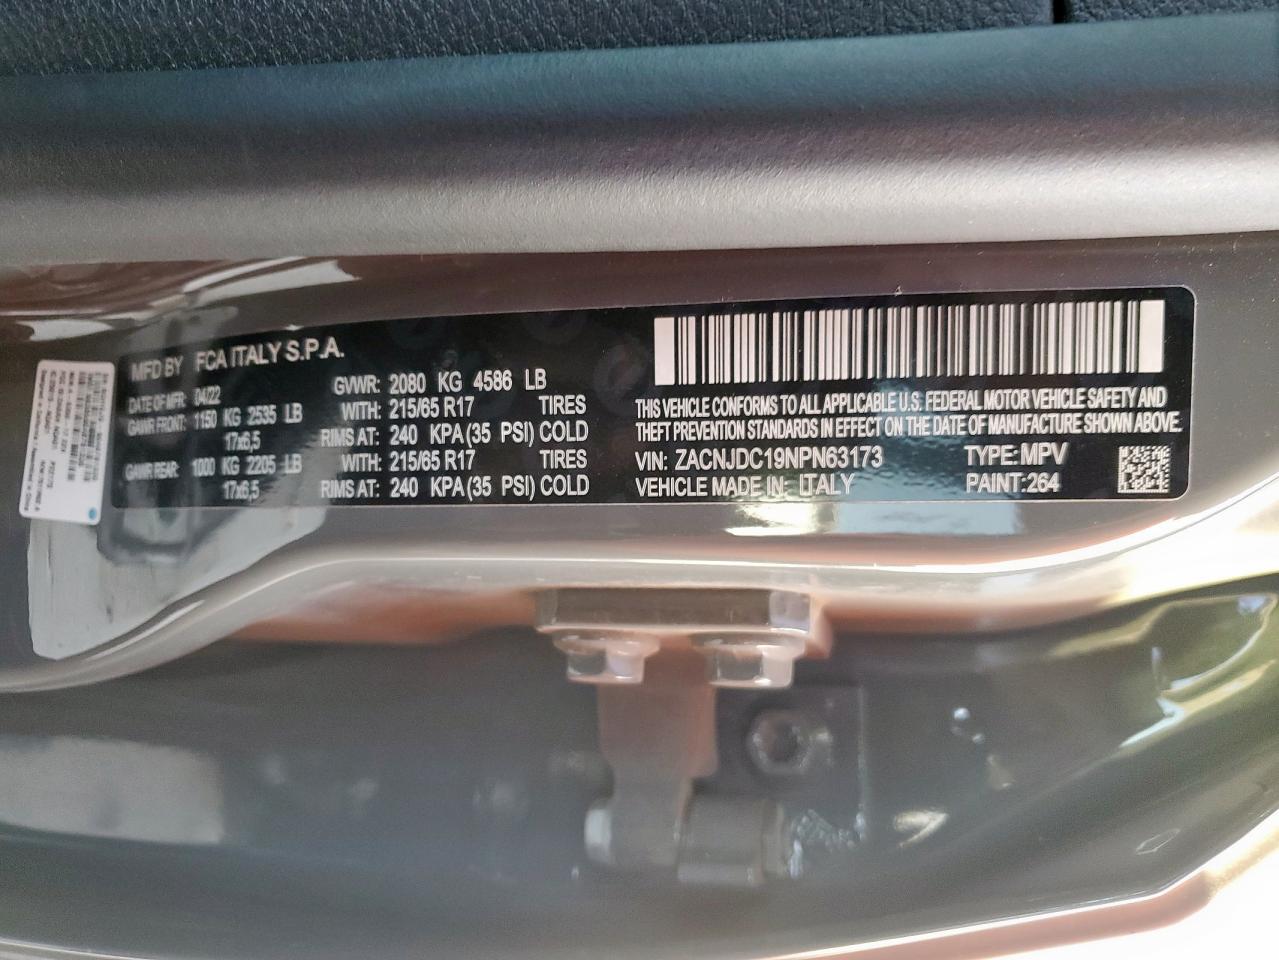 MFD BY FCA ITALY S.P.A.
DATE OF MFR: 04/22 GVWR: 2080 KG 4586 LB
GAWR FRONT: 1150 KG 2535 LB WITH: 215/65 R17 TIRES
17x6,5 RIMS AT: 240 KPA (35 PSI) COLD
GAWR REAR: 1000 KG 2205 LB WITH: 215/65 R17 TIRES
17x6,5 RIMS AT: 240 KPA (35 PSI) COLD
THIS VEHICLE CONFORMS TO ALL APPLICABLE U.S. FEDERAL MOTOR VEHICLE SAFETY AND
THEFT PREVENTION STANDARDS IN EFFECT ON THE DATE OF MANUFACTURE SHOWN ABOVE.
VIN: ZACNJDC19NPN63173 TYPE: MPV
VEHICLE MADE IN: ITALY PAINT:264